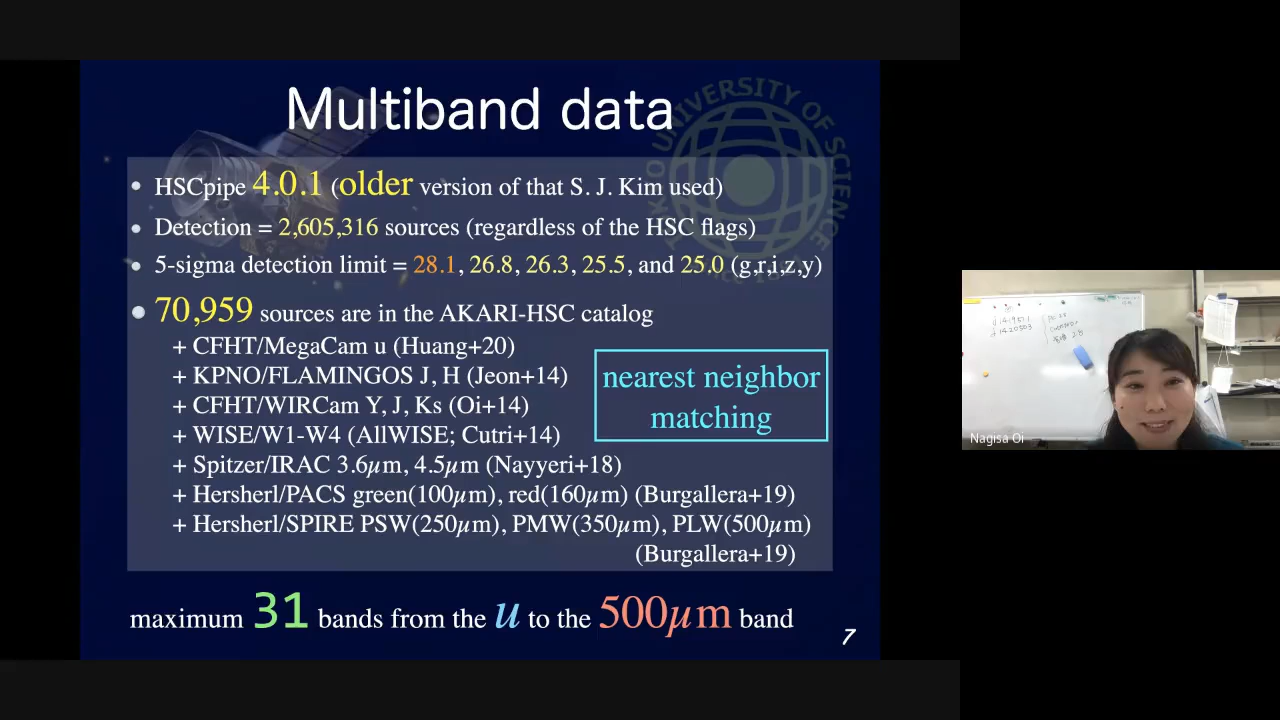 Multiband data
HSCpipe 4.0.1 (older version of that S. J. Kim used)
Detection = 2,605,316 sources (regardless of the HSC flags)
5-sigma detection limit = 28.1, 26.8, 26.3, 25.5, and 25.0 (g,r,i,z,y)
70,959 sources are in the AKARI-HSC catalog
+ CFHT/MegaCam u (Huang+20)
+ KPNO/FLAMINGOS J, H (Jeon+14)
+ CFHT/WIRCam Y, J, Ks (Oi+14)
+ WISE/W1-W4 (AllWISE; Cutri+14)
+ Spitzer/IRAC 3.6μm, 4.5μm (Nayyeri+18)
+ Hersherl/PACS green(100μm), red(160μm) (Burgallera+19)
+ Hersherl/SPIRE PSW(250μm), PMW(350μm), PLW(500μm)
(Burgallera+19)
nearest neighbor
matching
maximum 31 bands from the u to the 500μm band
7
UNIVERSITY OF SCIENCE
Nagisa Oi